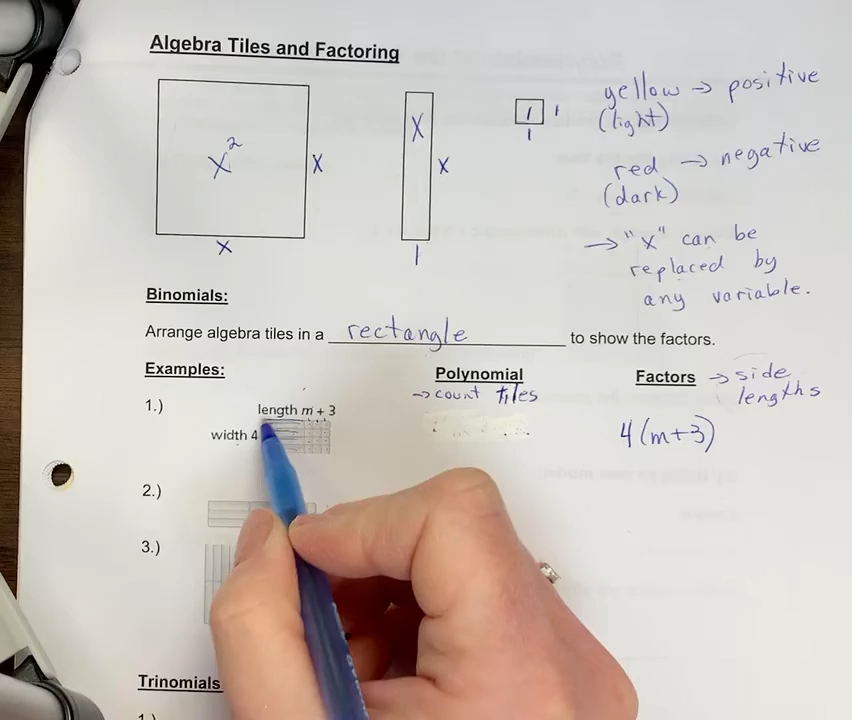 Algebra Tiles and Factoring
x²
x
x
X
x
1
1
1
1
yellow → positive
(light)
red → negative
(dark)
→ "x" can be
replaced by
any variable.
Binomials:
Arrange algebra tiles in a rectangle to show the factors.
Examples:
Polynomial
→ count tiles
Factors → side
lengths
1.)
length m + 3
width 4
4(m+3)
2.)
3.)
Trinomials
1.)